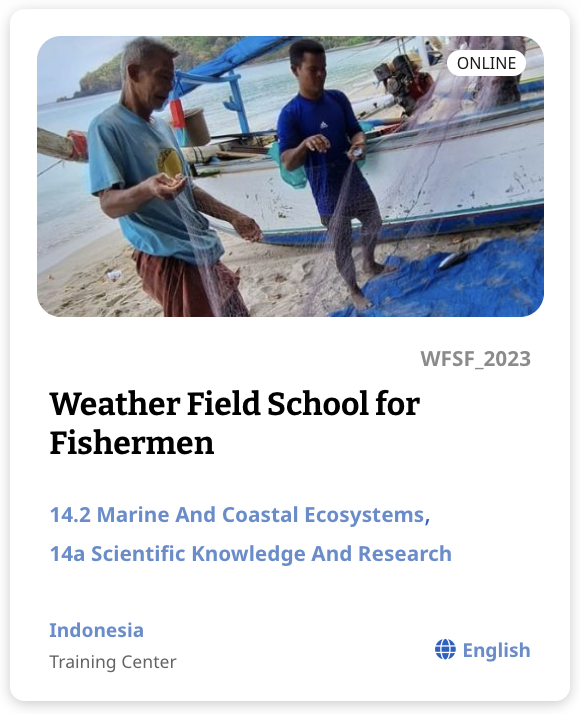 ONLINE
WFSF_2023
Weather Field School for
Fishermen
14.2 Marine And Coastal Ecosystems,
14a Scientific Knowledge And Research
Indonesia
Training Center
English